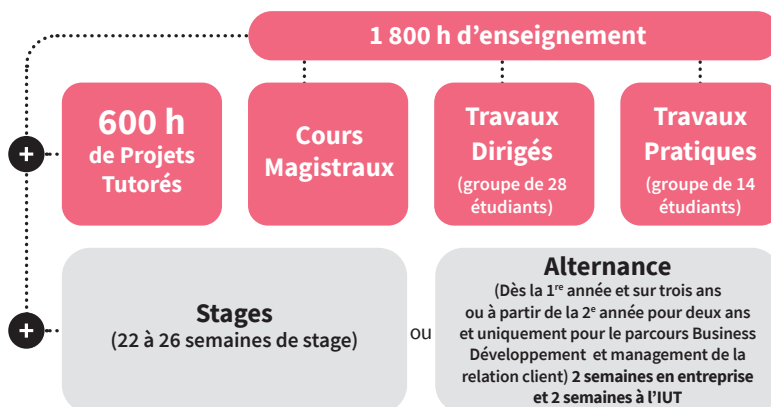 1 800 h d’enseignement
600 h
de Projets
Tutorés
Cours
Magistraux
Travaux
Dirigés
(groupe de 28
étudiants)
Travaux
Pratiques
(groupe de 14
étudiants)
+
Stages
(22 à 26 semaines de stage)
ou
Alternance
(Dès la 1re année et sur trois ans
ou à partir de la 2e année pour deux ans
et uniquement pour le parcours Business
Développement et management de la
relation client) 2 semaines en entreprise
et 2 semaines à l’IUT
+